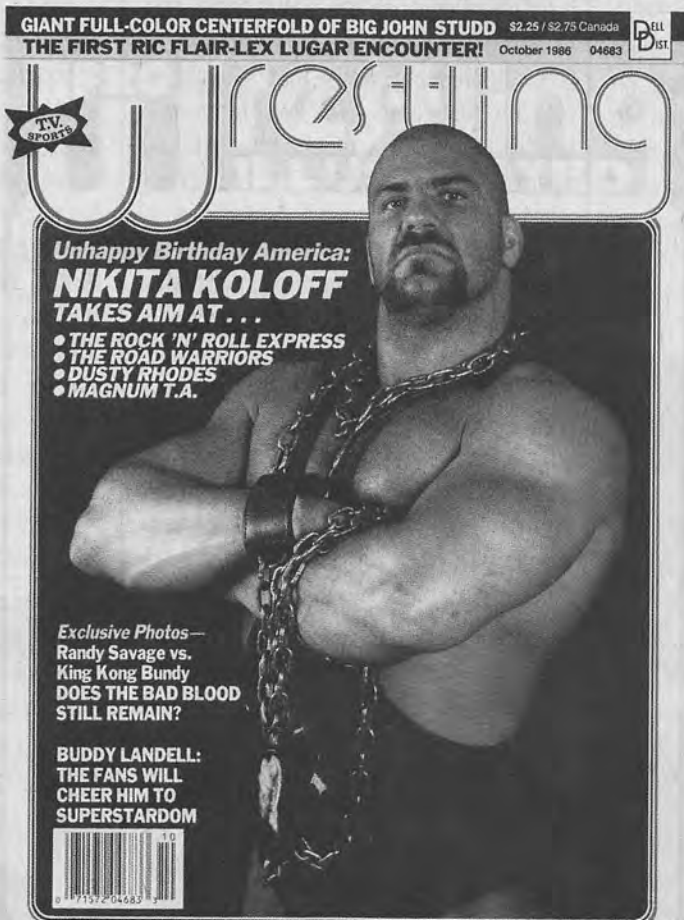 GIANT FULL-COLOR CENTERFOLD OF BIG JOHN STUDD $2.25 / $2.75 Canada
THE FIRST RIC FLAIR-LEX LUGAR ENCOUNTER! October 1986 04683
DELL
DIST.
Wrestling
T.V.
SPORTS
Unhappy Birthday America:
NIKITA KOLOFF
TAKES AIM AT . . .
• THE ROCK 'N' ROLL EXPRESS
• THE ROAD WARRIORS
• DUSTY RHODES
• MAGNUM T.A.
Exclusive Photos—
Randy Savage vs.
King Kong Bundy
DOES THE BAD BLOOD
STILL REMAIN?
BUDDY LANDELL:
THE FANS WILL
CHEER HIM TO
SUPERSTARDOM
10
0 71572 04683 3